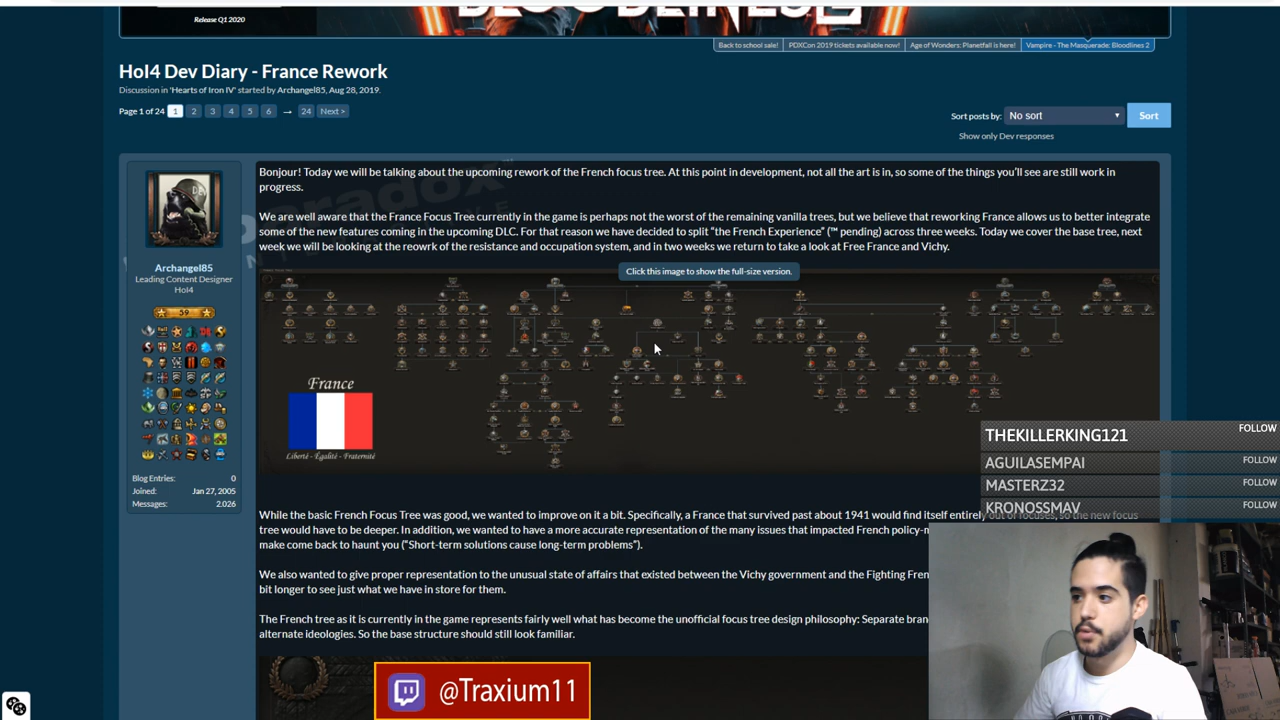 Release Q1 2020
BLOODLINES 2
Back to school sale!
PDXCon 2019 tickets available now!
Age of Wonders: Planetfall is here!
Vampire - The Masquerade: Bloodlines 2
HoI4 Dev Diary - France Rework
Discussion in 'Hearts of Iron IV' started by Archangel85, Aug 28, 2019.
Page 1 of 24 1 2 3 4 5 6 → 24 Next >
Sort posts by: No sort Sort
Show only Dev responses
Bonjour! Today we will be talking about the upcoming rework of the French focus tree. At this point in development, not all the art is in, so some of the things you'll see are still work in
progress.
We are well aware that the France Focus Tree currently in the game is perhaps not the worst of the remaining vanilla trees, but we believe that reworking France allows us to better integrate
some of the new features coming in the upcoming DLC. For that reason we have decided to split "the French Experience" (™ pending) across three weeks. Today we cover the base tree, next
week we will be looking at the reowrk of the resistance and occupation system, and in two weeks we return to take a look at Free France and Vichy.
Archangel85
Leading Content Designer
HoI4
59
Blog Entries: 0
Joined: Jan 27, 2005
Messages: 2.026
Click this image to show the full-size version.
France
Liberté - Égalité - Fraternité
THEKILLERKING121 FOLLOW
AGUILASEMPAI FOLLOW
MASTERZ32 FOLLOW
KRONOSSMAV FOLLOW
While the basic French Focus Tree was good, we wanted to improve on it a bit. Specifically, a France that survived past about 1941 would find itself entirely out of focuses, so the new focus
tree would have to be deeper. In addition, we wanted to have a more accurate representation of the many issues that impacted French policy-m
make come back to haunt you ("Short-term solutions cause long-term problems").
We also wanted to give proper representation to the unusual state of affairs that existed between the Vichy government and the Fighting Fren
bit longer to see just what we have in store for them.
The French tree as it is currently in the game represents fairly well what has become the unofficial focus tree design philosophy: Separate bran
alternate ideologies. So the base structure should still look familiar.
@Traxium11